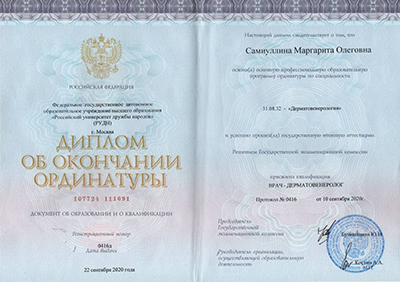 РОССИЙСКАЯ ФЕДЕРАЦИЯ
Федеральное государственное автономное
образовательное учреждение высшего образования
«Российский университет дружбы народов»
(РУДН)
г. Москва
ДИПЛОМ
ОБ ОКОНЧАНИИ
ОРДИНАТУРЫ
107724 111691
ДОКУМЕНТ ОБ ОБРАЗОВАНИИ И О КВАЛИФИКАЦИИ
Регистрационный номер
0416д
Дата выдачи
22 сентября 2020 года
Настоящий диплом свидетельствует о том, что
Самиуллина Маргарита Олеговна
освоил(а) основную профессиональную образовательную
программу ординатуры по специальности
31.08.32 - «Дерматовенерология»
и успешно прошёл(а) государственную итоговую аттестацию
Решением Государственной экзаменационной комиссии
присвоена квалификация
ВРАЧ - ДЕРМАТОВЕНЕРОЛОГ
Протокол № 0416 от 10 сентября 2020г.
Председатель
Государственной
экзаменационной комиссии
Руководитель организации,
осуществляющей образовательную
деятельность